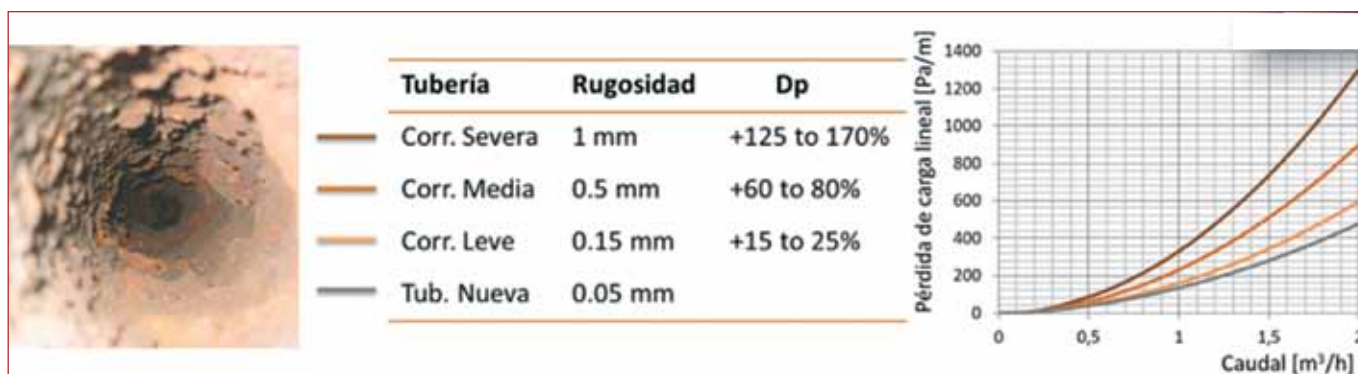 Tubería Rugosidad Dp
Corr. Severa 1 mm +125 to 170%
Corr. Media 0.5 mm +60 to 80%
Corr. Leve 0.15 mm +15 to 25%
Tub. Nueva 0.05 mm
Pérdida de carga lineal [Pa/m]
1400
1200
1000
800
600
400
200
0
0 0,5 1 1,5 2
Caudal [m³/h]